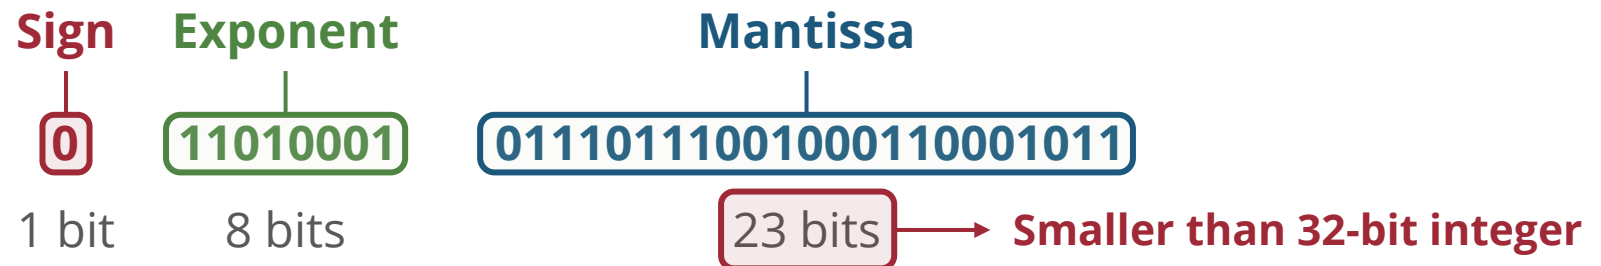 Sign Exponent Mantissa
0 11010001 01110111001000110001011
1 bit 8 bits 23 bits Smaller than 32-bit integer